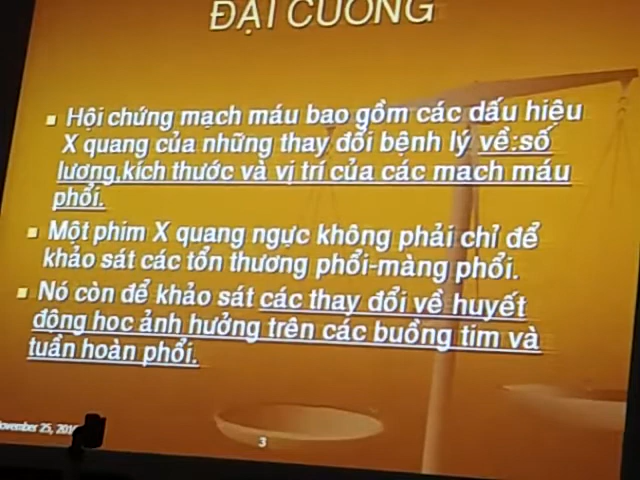 ĐẠI CƯƠNG
▪ Hội chứng mạch máu bao gồm các dấu hiệu
X quang của những thay đổi bệnh lý về:số
lượng,kích thước và vị trí của các mạch máu
phổi.
▪ Một phim X quang ngực không phải chỉ để
khảo sát các tổn thương phổi-màng phổi.
▪ Nó còn để khảo sát các thay đổi về huyết
động học ảnh hưởng trên các buồng tim và
tuần hoàn phổi.
25,
3